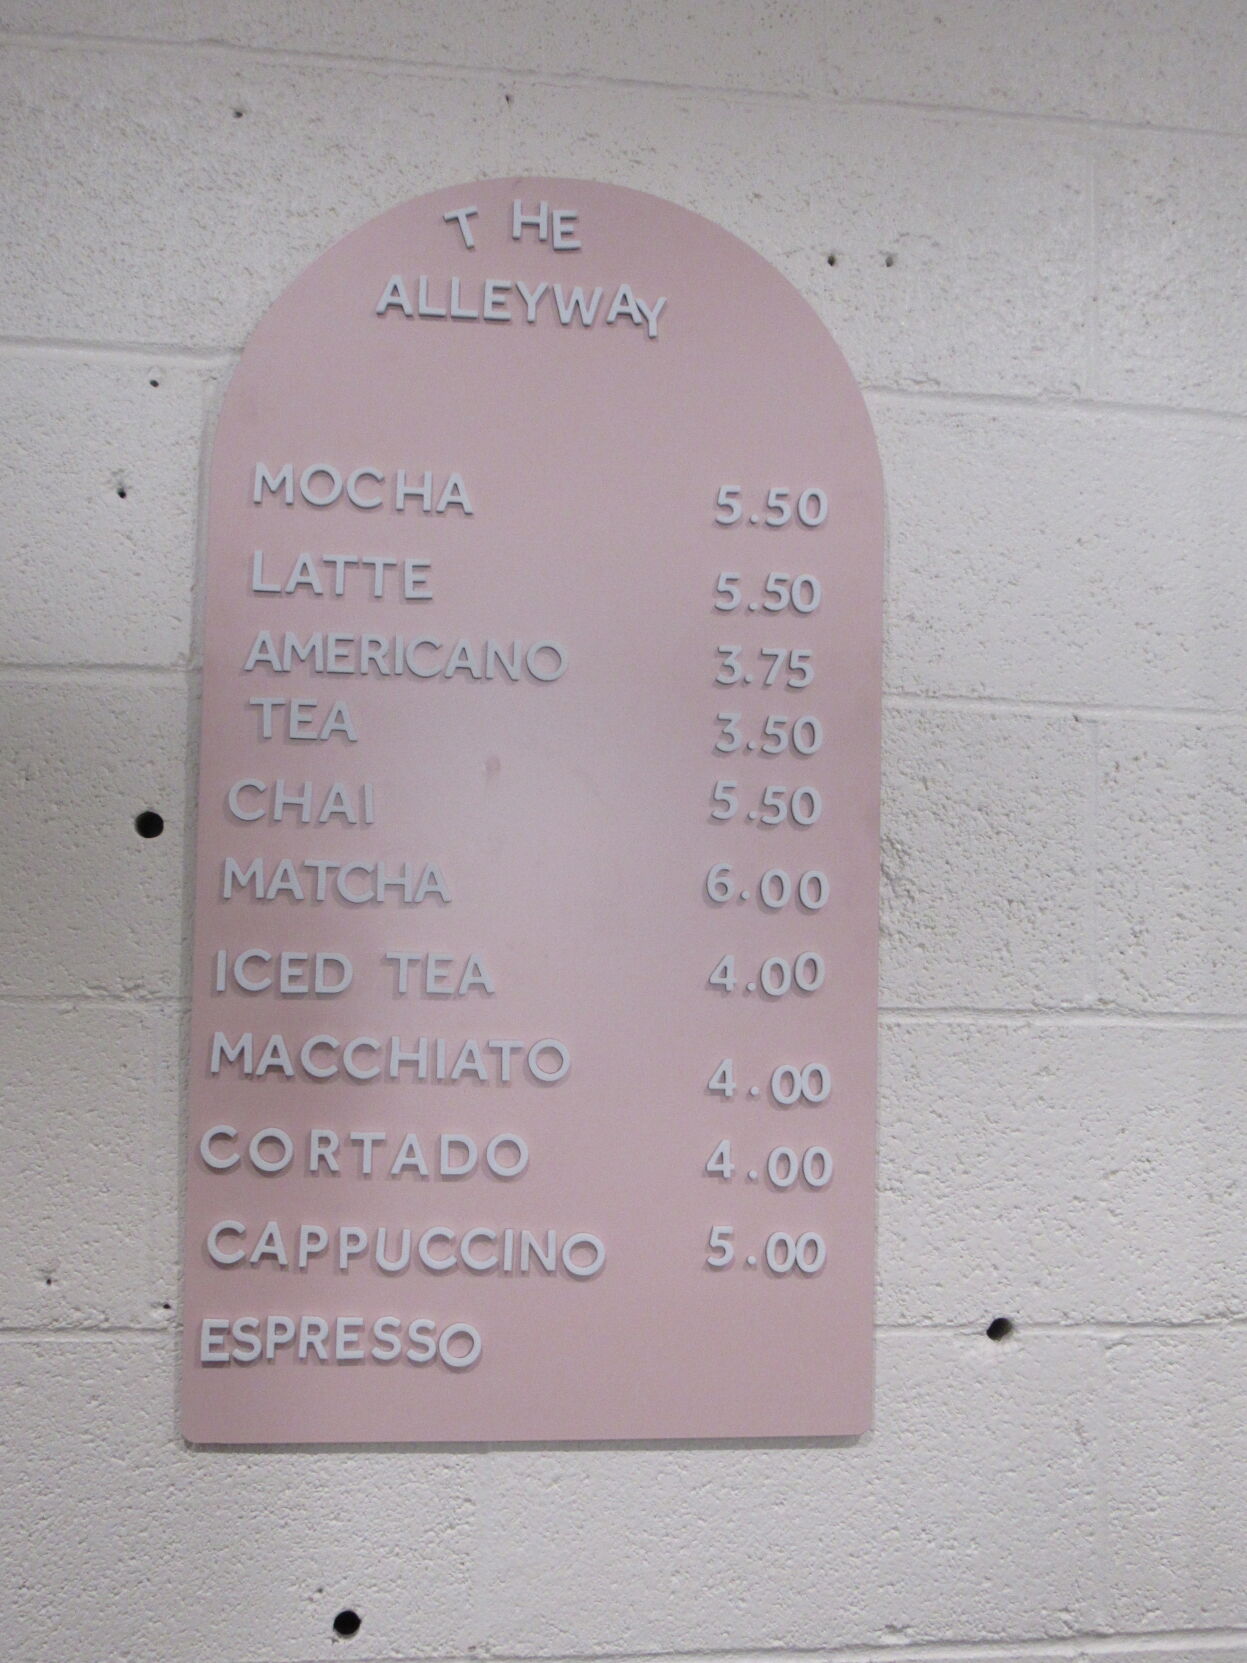 THE
ALLEYWAY
MOCHA 5.50
LATTE 5.50
AMERICANO 3.75
TEA 3.50
CHAI 5.50
MATCHA 6.00
ICED TEA 4.00
MACCHIATO 4.00
CORTADO 4.00
CAPPUCCINO 5.00
ESPRESSO